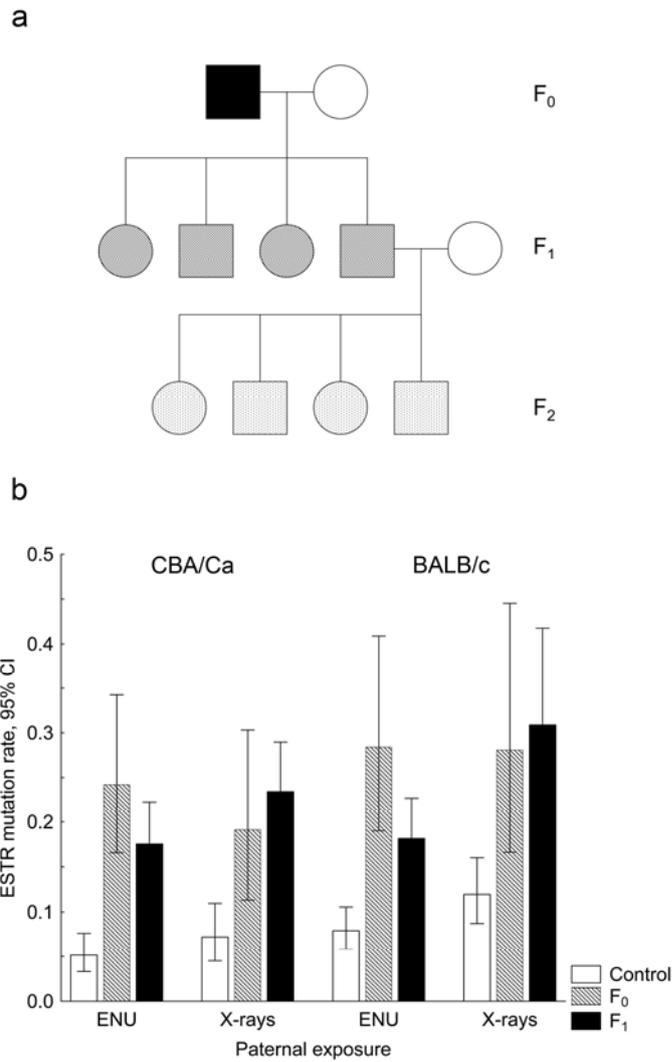 a
F0
F1
F2
b
0.5
0.4
0.3
0.2
0.1
0.0
ESTR mutation rate, 95% CI
CBA/Ca
BALB/c
ENU
X-rays
ENU
X-rays
Paternal exposure
Control
F0
F1